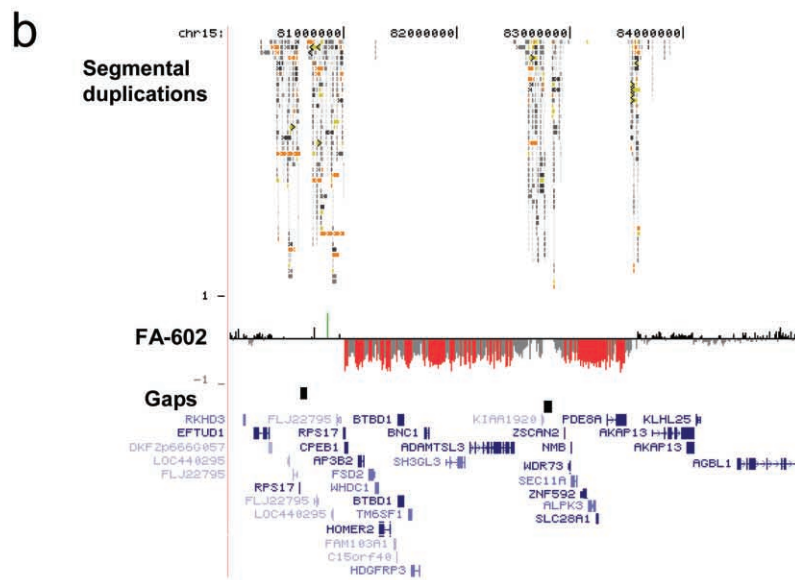 b
chr15: 81000000| 82000000| 83000000| 84000000|
Segmental
duplications
1
FA-602
-1
Gaps
RKHD3 FLJ22795 BTBD1 KIAA1920 PDE8A KLHL25
EFTUD1 RPS17 BNC1 ZSCAN2 AKAP13
DKFZp666G057 CPEB1 ADAMTSL3 NMB AKAP13
LOC440295 AP3B2 SH3GL3 WDR73 AGBL1
FLJ22795 FSD2 SEC11A
RPS17 WHDC1 ZNF592
FLJ22795 BTBD1 ALPK3
LOC440295 TM6SF1 SLC28A1
HOMER2
FAM103A1
C15orf40
HDGFRP3